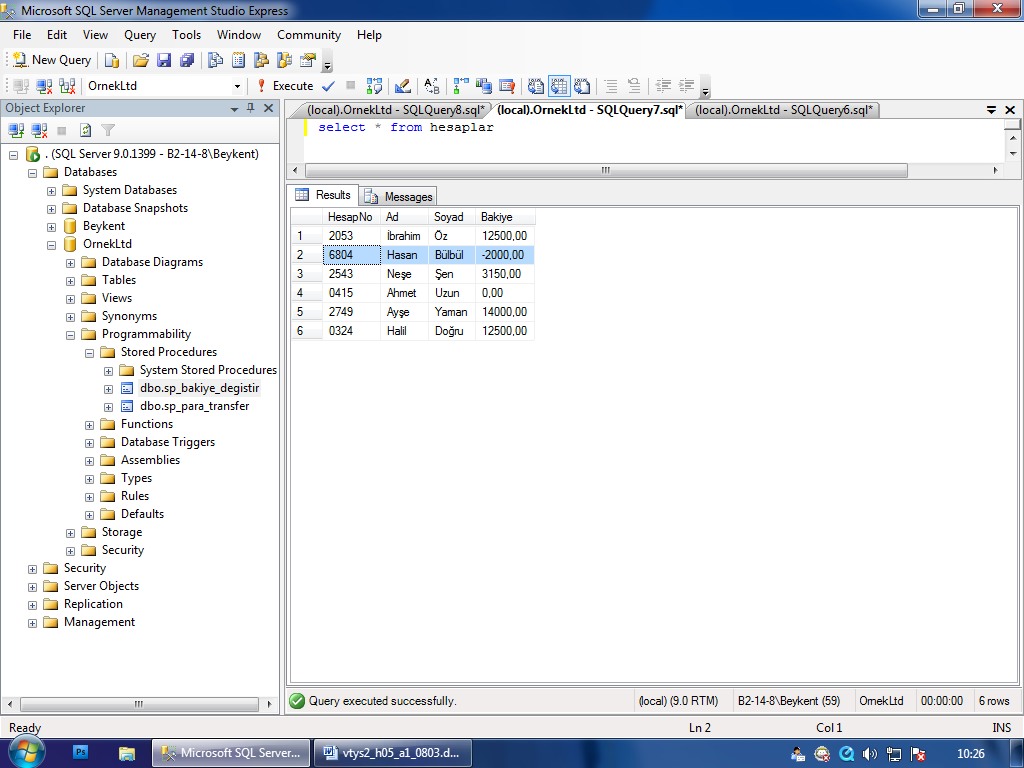 Microsoft SQL Server Management Studio Express
File Edit View Query Tools Window Community Help
New Query
OrnekLtd Execute
Object Explorer
(local).OrnekLtd - SQLQuery8.sql* (local).OrnekLtd - SQLQuery7.sql* (local).OrnekLtd - SQLQuery6.sql*
select * from hesaplar
. (SQL Server 9.0.1399 - B2-14-8\Beykent)
Databases
System Databases
Database Snapshots
Beykent
OrnekLtd
Database Diagrams
Tables
Views
Synonyms
Programmability
Stored Procedures
System Stored Procedures
dbo.sp_bakiye_degistir
dbo.sp_para_transfer
Functions
Database Triggers
Assemblies
Types
Rules
Defaults
Storage
Security
Security
Server Objects
Replication
Management
Results Messages
HesapNo Ad Soyad Bakiye
1 2053 İbrahim Öz 12500,00
2 6804 Hasan Bülbül -2000,00
3 2543 Neşe Şen 3150,00
4 0415 Ahmet Uzun 0,00
5 2749 Ayşe Yaman 14000,00
6 0324 Halil Doğru 12500,00
Query executed successfully. (local) (9.0 RTM) B2-14-8\Beykent (59) OrnekLtd 00:00:00 6 rows
Ready Ln 2 Col 1 INS
Ps Microsoft SQL Server... vtys2_h05_a1_0803.d... 10:26